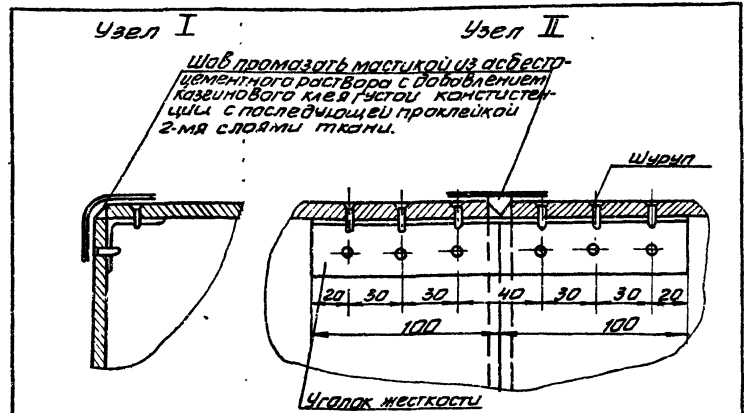 Узел I
Узел II
Шов промазать мастикой из асбесто-
цементного раствора с добавлением
казеинового клея густой констистен-
ции с последующей проклейкой
2-мя слоями ткани.
Шуруп
20 30 30 40 30 30 20
100 100
Уголок жесткости